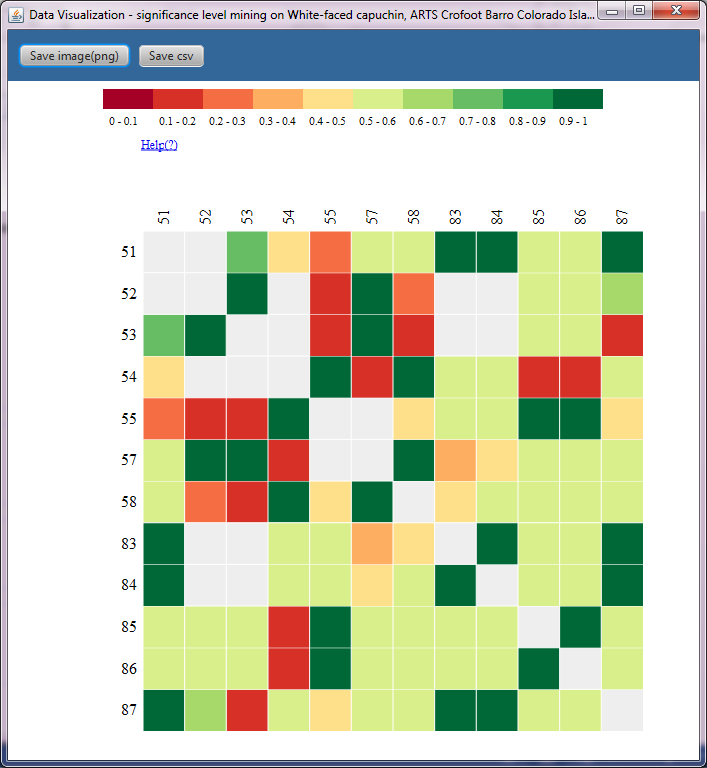 Data Visualization - significance level mining on White-faced capuchin, ARTS Crofoot Barro Colorado Isla...
Save image(png) Save csv
0 - 0.1 0.1 - 0.2 0.2 - 0.3 0.3 - 0.4 0.4 - 0.5 0.5 - 0.6 0.6 - 0.7 0.7 - 0.8 0.8 - 0.9 0.9 - 1
Help(?)
51 52 53 54 55 57 58 83 84 85 86 87
51
52
53
54
55
57
58
83
84
85
86
87